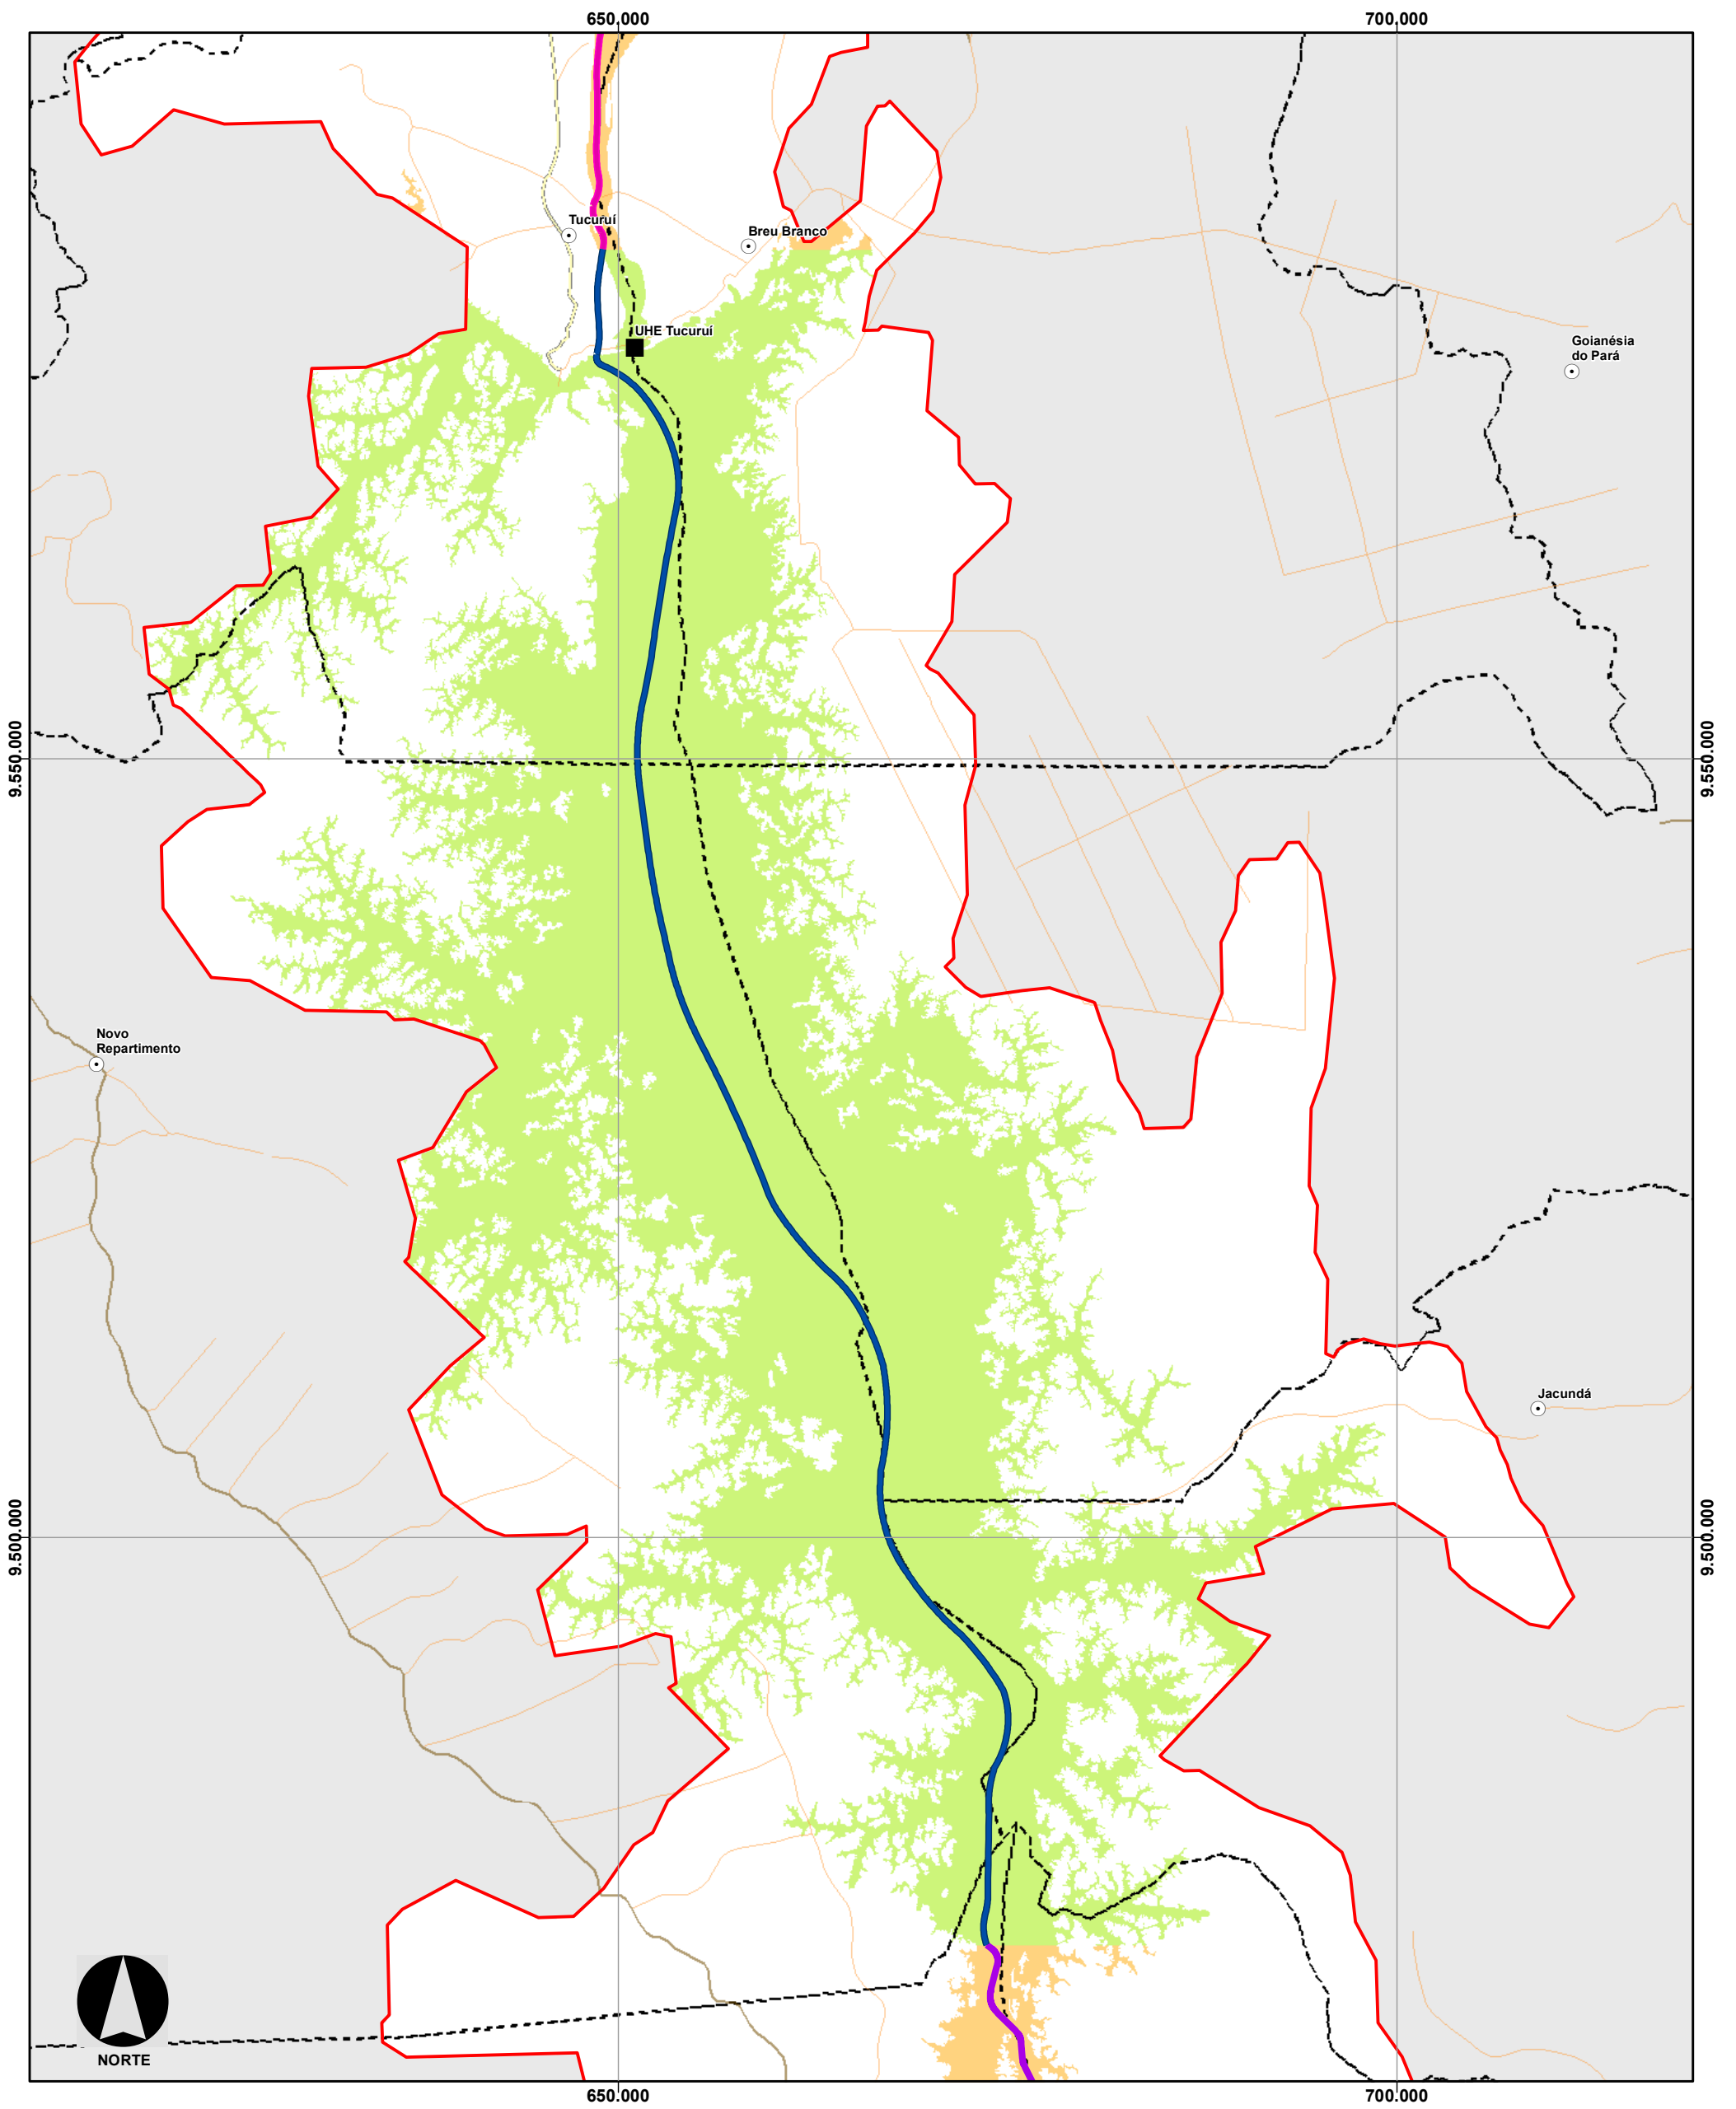 650.000
700.000
Tucuruí
Breu Branco
UHE Tucuruí
Goianésia
do Pará
9.550.000
9.550.000
Novo
Repartimento
Jacundá
9.500.000
9.500.000
NORTE
650.000
700.000